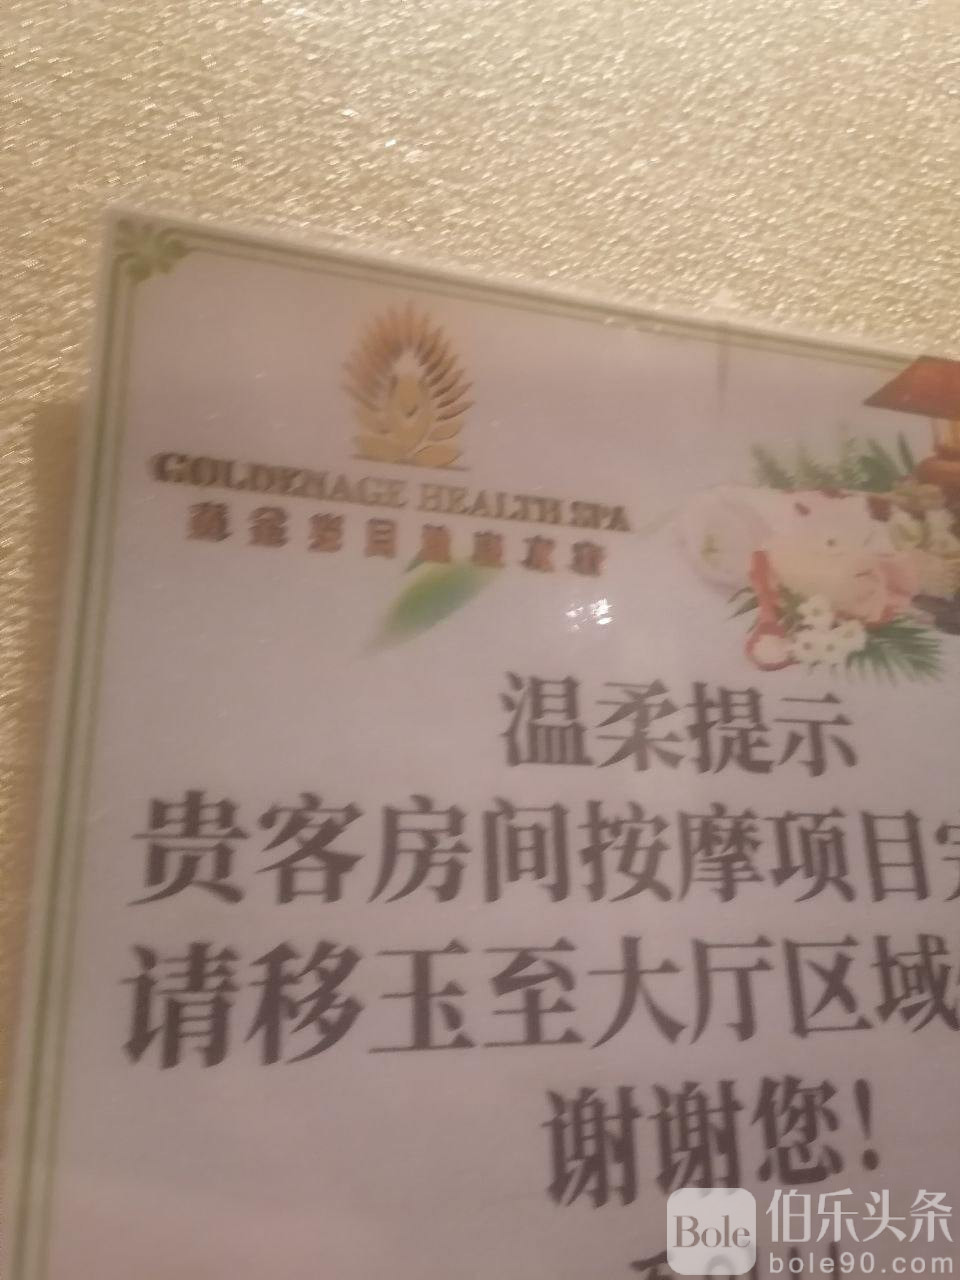 GOLDENAGE HEALTH SPA
温柔提示
贵客房间按摩项目
请移玉至大厅区域
谢谢您！
Bole 伯乐头条
bole90.com